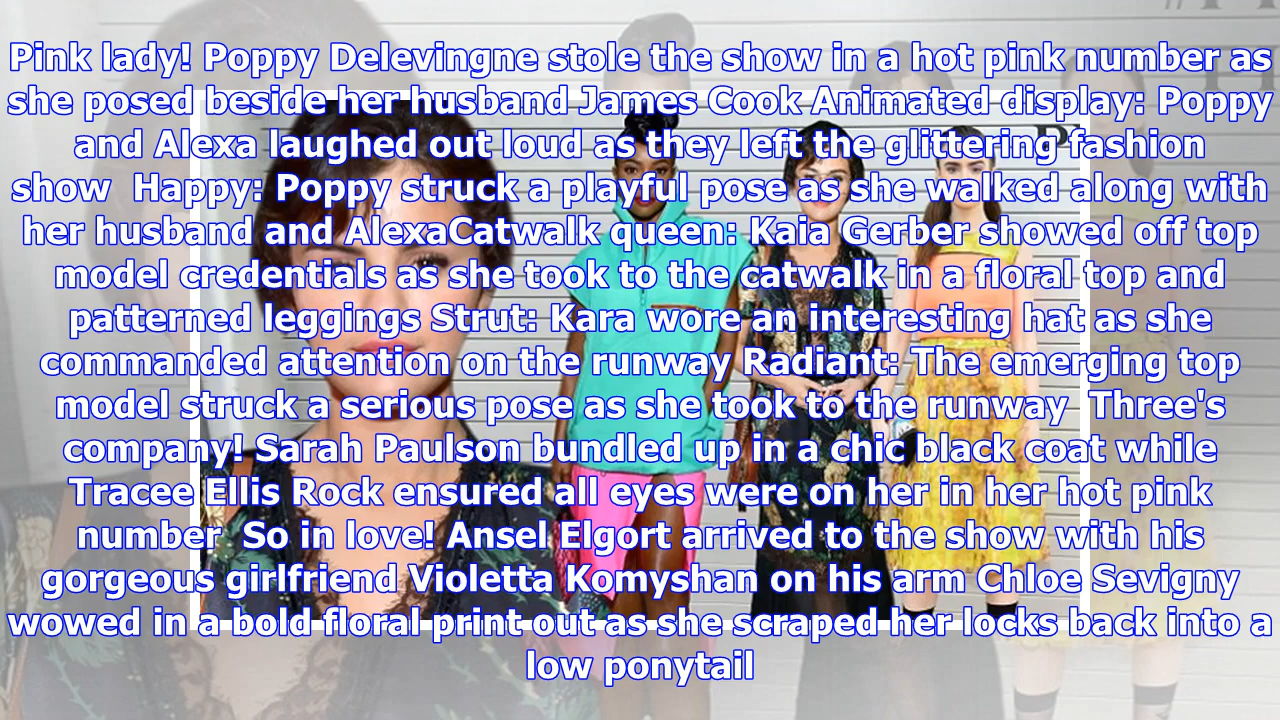 Pink lady! Poppy Delevingne stole the show in a hot pink number as
she posed beside her husband James Cook Animated display: Poppy
and Alexa laughed out loud as they left the glittering fashion
show  Happy: Poppy struck a playful pose as she walked along with
her husband and AlexaCatwalk queen: Kaia Gerber showed off top
model credentials as she took to the catwalk in a floral top and
patterned leggings Strut: Kara wore an interesting hat as she
commanded attention on the runway Radiant: The emerging top
model struck a serious pose as she took to the runway  Three's
company! Sarah Paulson bundled up in a chic black coat while
Tracee Ellis Rock ensured all eyes were on her in her hot pink
number  So in love! Ansel Elgort arrived to the show with his
gorgeous girlfriend Violetta Komyshan on his arm Chloe Sevigny
wowed in a bold floral print out as she scraped her locks back into a
low ponytail